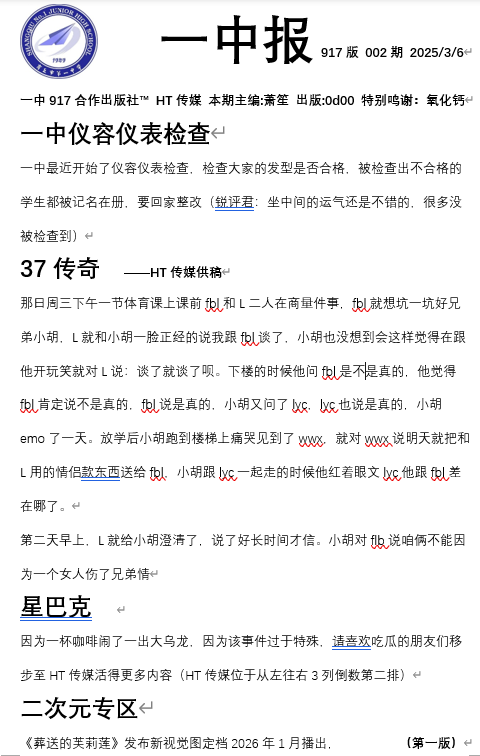 SHANGHU No.1 JUNIOR HIGH SCHOOL
1989
一中报 917 版 002 期 2025/3/6
一中 917 合作出版社™ HT 传媒 本期主编:萧笙 出版:0d00 特别鸣谢：氧化钙
一中仪容仪表检查
一中最近开始了仪容仪表检查，检查大家的发型是否合格，被检查出不合格的
学生都被记名在册，要回家整改（锐评君：坐中间的运气还是不错的，很多没
被检查到）
37 传奇 ——HT 传媒供稿
那日周三下午一节体育课上课前 fbl 和 L 二人在商量件事，fbl 就想坑一坑好兄
弟小胡，L 就和小胡一脸正经的说我跟 fbl 谈了，小胡也没想到会这样觉得在跟
他开玩笑就对 L 说：谈了就谈了呗。下楼的时候他问 fbl 是不是真的，他觉得
fbl 肯定说不是真的，fbl 说是真的，小胡又问了 lyc，lyc 也说是真的，小胡
emo 了一天。放学后小胡跑到楼梯上痛哭见到了 wwx，就对 wwx 说明天就把和
L 用的情侣款东西送给 fbl，小胡跟 lyc 一起走的时候他红着眼文 lyc 他跟 fbl 差
在哪了。
第二天早上，L 就给小胡澄清了，说了好长时间才信。小胡对 flb 说咱俩不能因
为一个女人伤了兄弟情
星巴克
因为一杯咖啡闹了一出大乌龙，因为该事件过于特殊，请喜欢吃瓜的朋友们移
步至 HT 传媒活得更多内容（HT 传媒位于从左往右 3 列倒数第二排）
二次元专区
《葬送的芙莉莲》发布新视觉图定档 2026 年 1 月播出， （第一版）